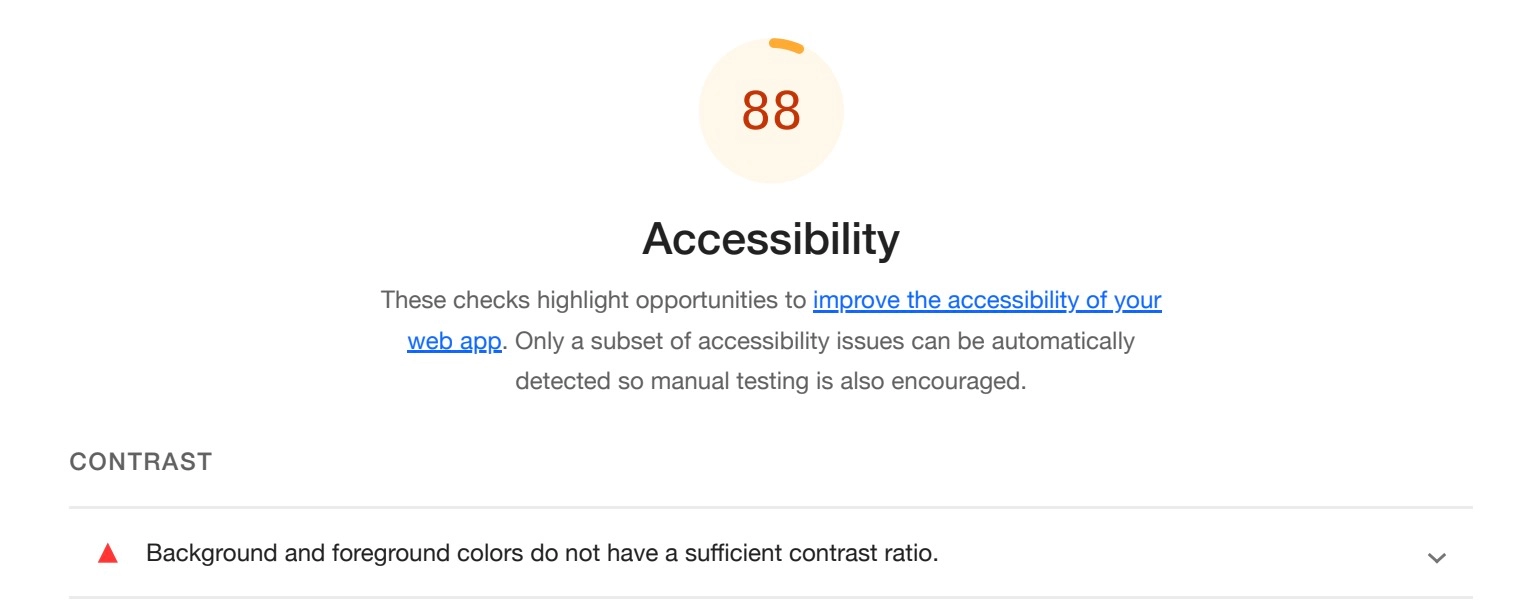 88
Accessibility
These checks highlight opportunities to improve the accessibility of your
web app. Only a subset of accessibility issues can be automatically
detected so manual testing is also encouraged.
CONTRAST
Background and foreground colors do not have a sufficient contrast ratio.